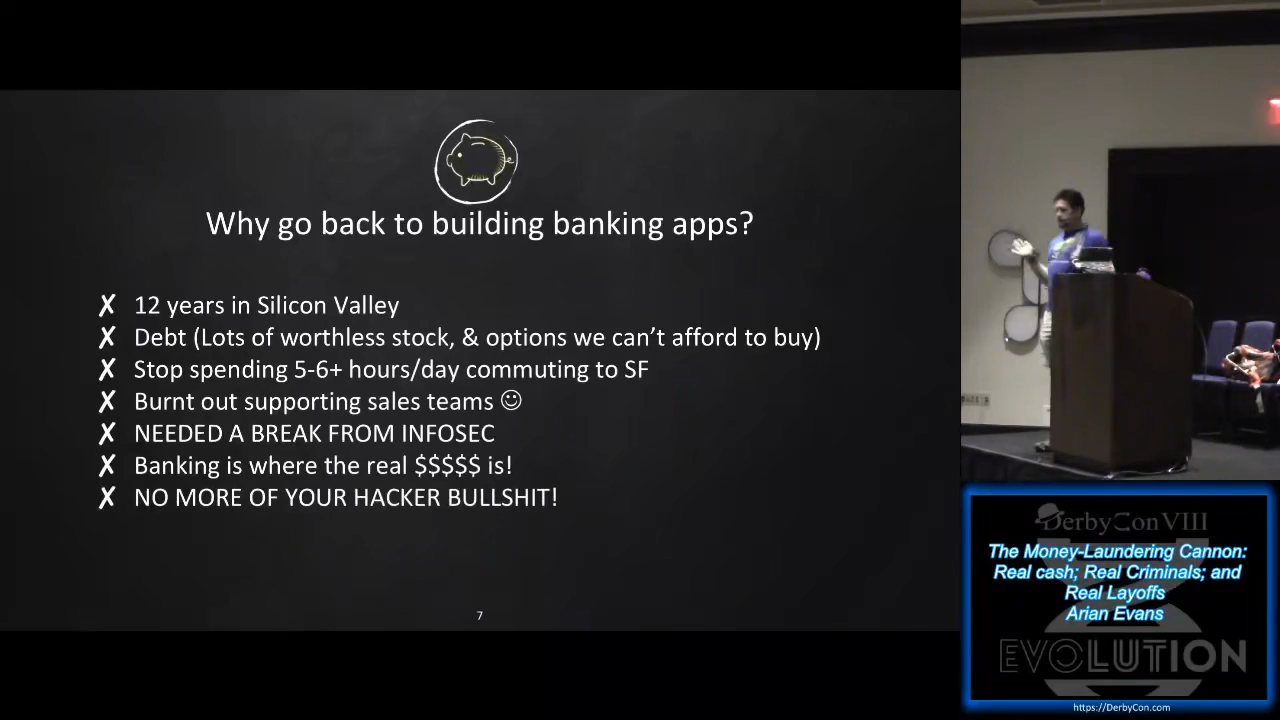 Why go back to building banking apps?
✗ 12 years in Silicon Valley
✗ Debt (Lots of worthless stock, & options we can’t afford to buy)
✗ Stop spending 5-6+ hours/day commuting to SF
✗ Burnt out supporting sales teams ☺
✗ NEEDED A BREAK FROM INFOSEC
✗ Banking is where the real $$$$$ is!
✗ NO MORE OF YOUR HACKER BULLSHIT!
7
DerbyCon VIII
The Money-Laundering Cannon:
Real cash; Real Criminals; and
Real Layoffs
Arian Evans
EVOLUTION
https://DerbyCon.com